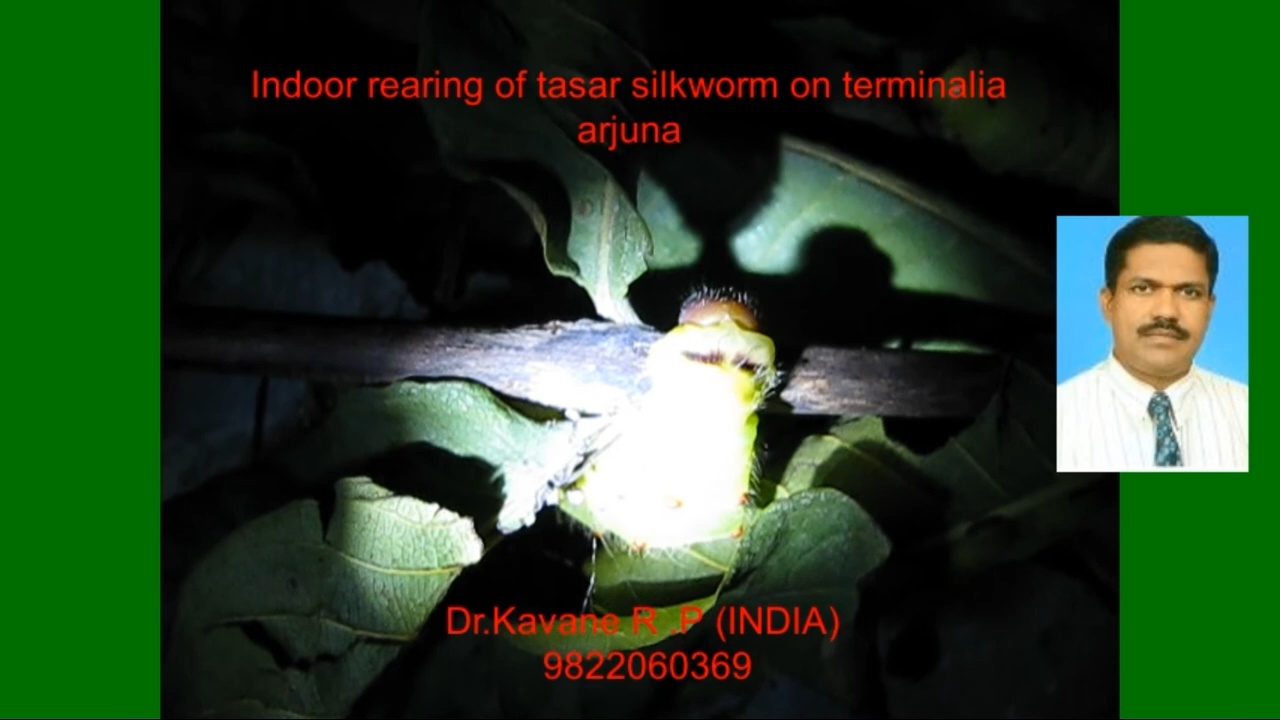 Indoor rearing of tasar silkworm on terminalia
arjuna
Dr.Kavane R .P (INDIA)
9822060369